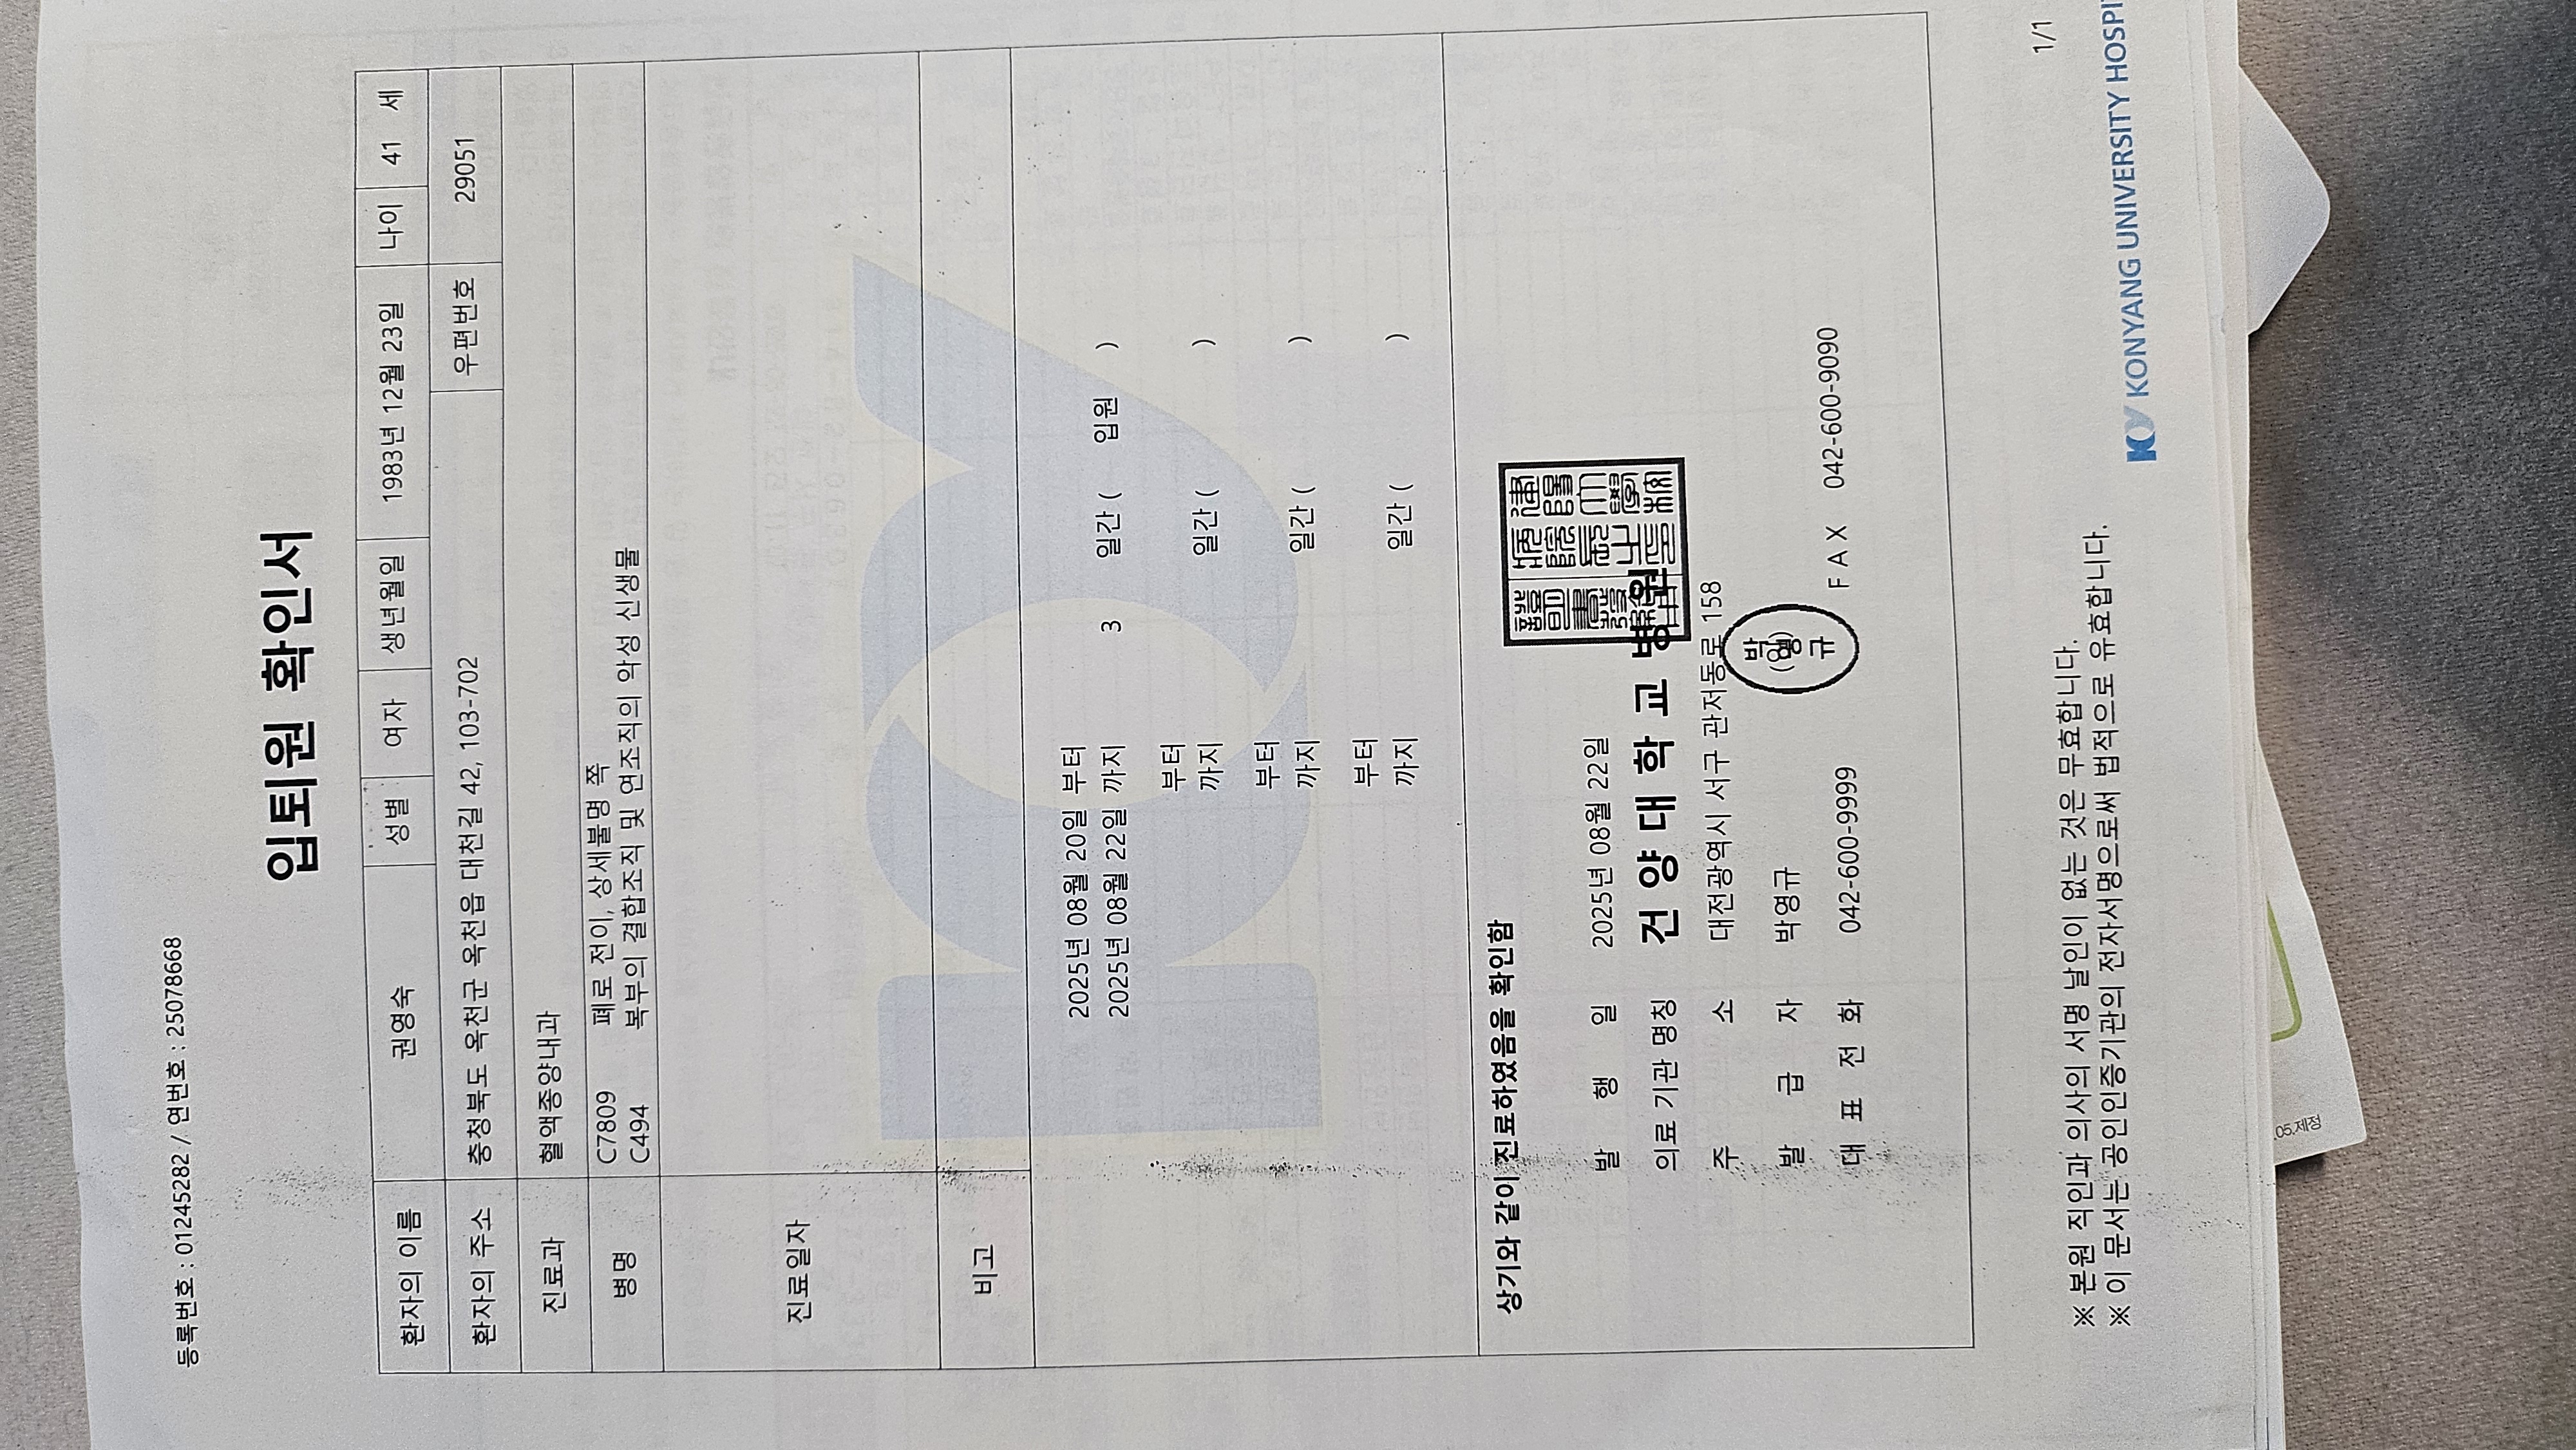 등록번호 : 01245282 / 연번호 : 25078668
입퇴원 확인서
환자의 이름 권영숙 성별 여자 생년월일 1983년 12월 23일 나이 41 세
환자의 주소 충청북도 옥천군 옥천읍 대천길 42, 103-702 우편번호 29051
진료과 혈액종양내과
병명 C7809 폐로 전이, 상세불명 쪽
C494 복부의 결합조직 및 연조직의 악성 신생물
진료일자
비고
2025년 08월 20일 부터
2025년 08월 22일 까지 3 일간 ( 입원 )
부터
까지 일간 ( )
부터
까지 일간 ( )
부터
까지 일간 ( )
상기와 같이 진료하였음을 확인함
발 행 일 2025년 08월 22일
의료 기관 명칭 건 양 대 학 교 병 원
주 소 대전광역시 서구 관저동로 158
발 급 자 박영규 (인) 박영규
대 표 전 화 042-600-9999 F A X 042-600-9090
※ 본원 직인과 의사의 서명 날인이 없는 것은 무효합니다.
※ 이 문서는 공인인증기관의 전자서명으로써 법적으로 유효합니다.
1/1
KONYANG UNIVERSITY HOSPI
.05.제정